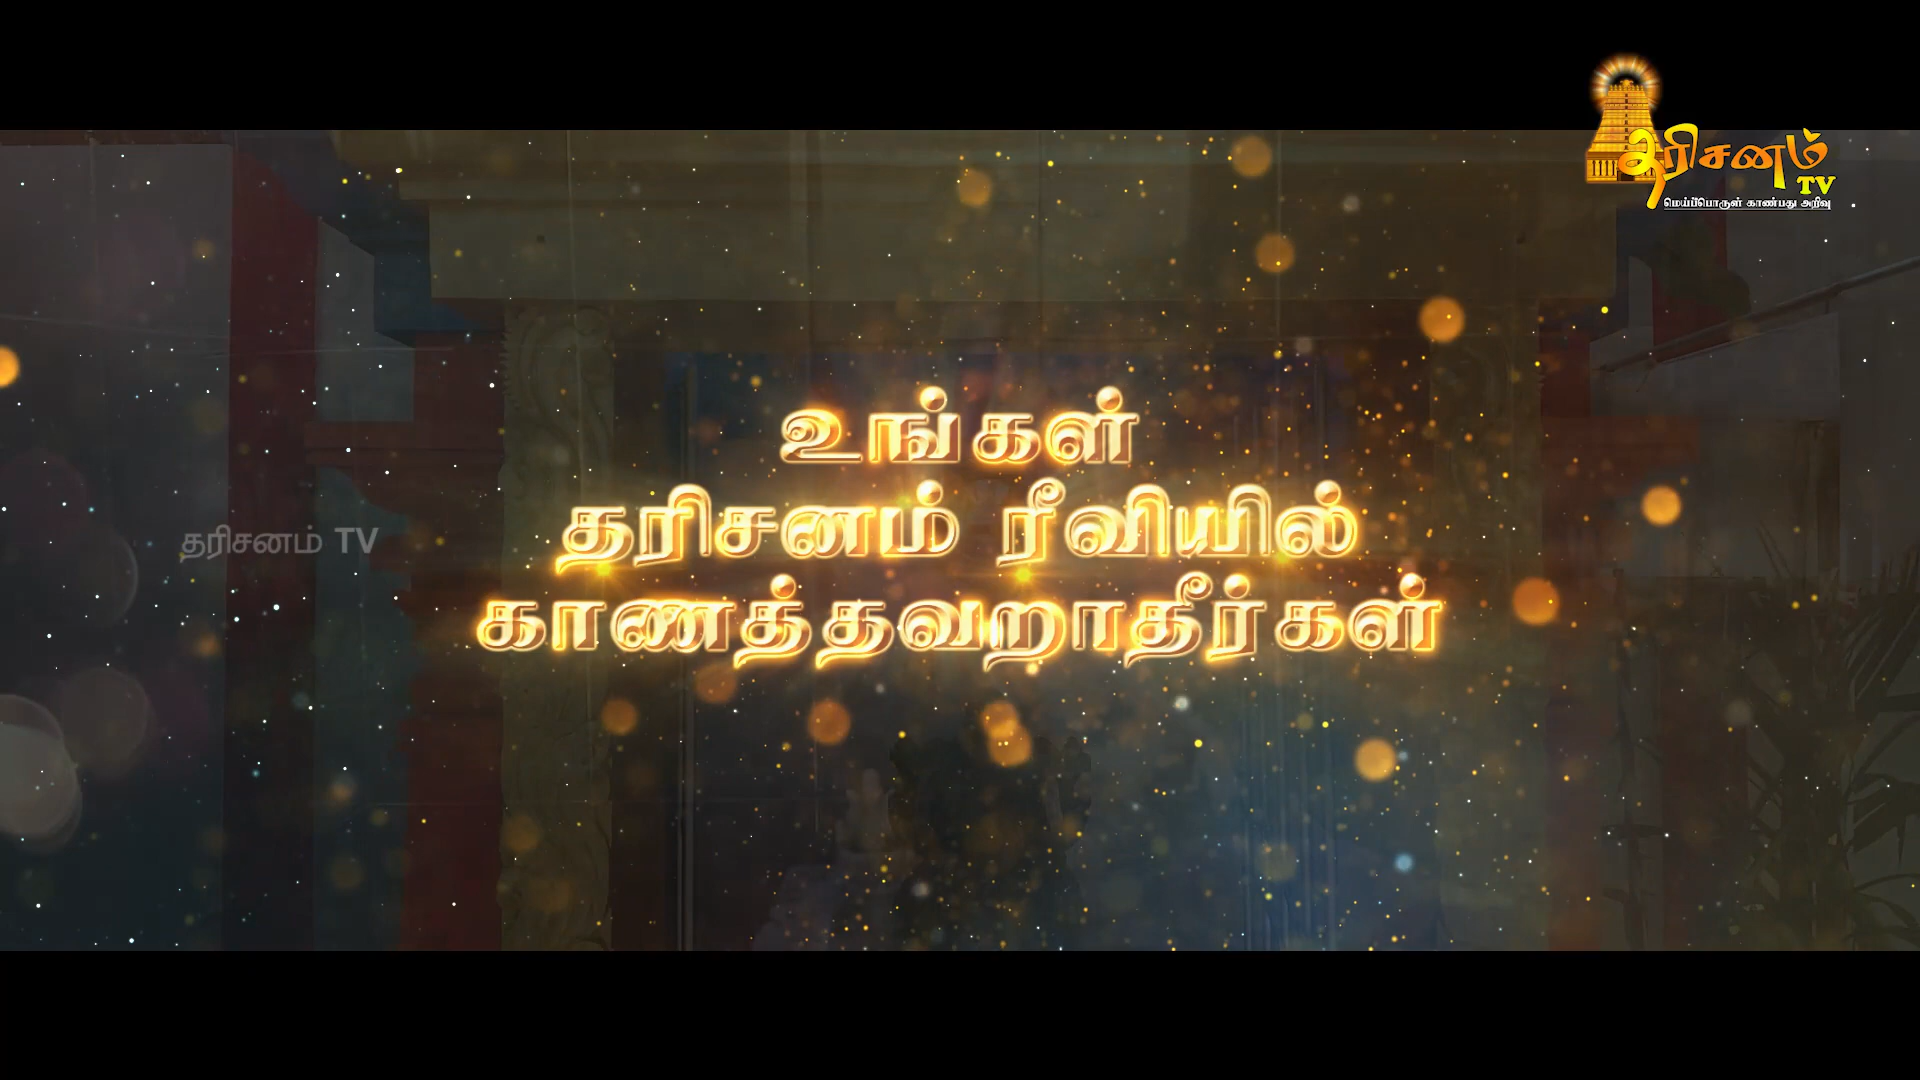 தரிசனம்
TV
மெய்ப்பொருள் காண்பது அறிவு
உங்கள்
தரிசனம் ரீவியில்
காணத்தவறாதீர்கள்
தரிசனம் TV